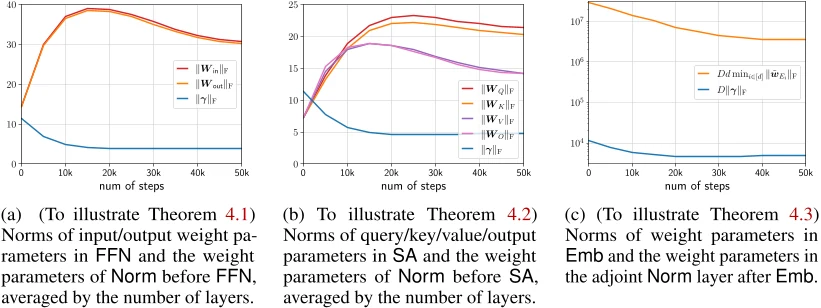 40
30
20
10
0
‖W_in‖_F
‖W_out‖_F
‖γ‖_F
0 10k 20k 30k 40k 50k
num of steps
25
20
15
10
5
0
‖W_Q‖_F
‖W_K‖_F
‖W_V‖_F
‖W_O‖_F
‖γ‖_F
0 10k 20k 30k 40k 50k
num of steps
10^7
10^6
10^5
10^4
Dd min_{i∈[d]} ‖w̃_{E_i}‖_F
D‖γ‖_F
0 10k 20k 30k 40k 50k
num of steps
(a) (To illustrate Theorem 4.1)
Norms of input/output weight pa-
rameters in FFN and the weight
parameters of Norm before FFN,
averaged by the number of layers.
(b) To illustrate Theorem 4.2)
Norms of query/key/value/output
parameters in SA and the weight
parameters of Norm before SA,
averaged by the number of layers.
(c) (To illustrate Theorem 4.3)
Norms of weight parameters in
Emb and the weight parameters in
the adjoint Norm layer after Emb.